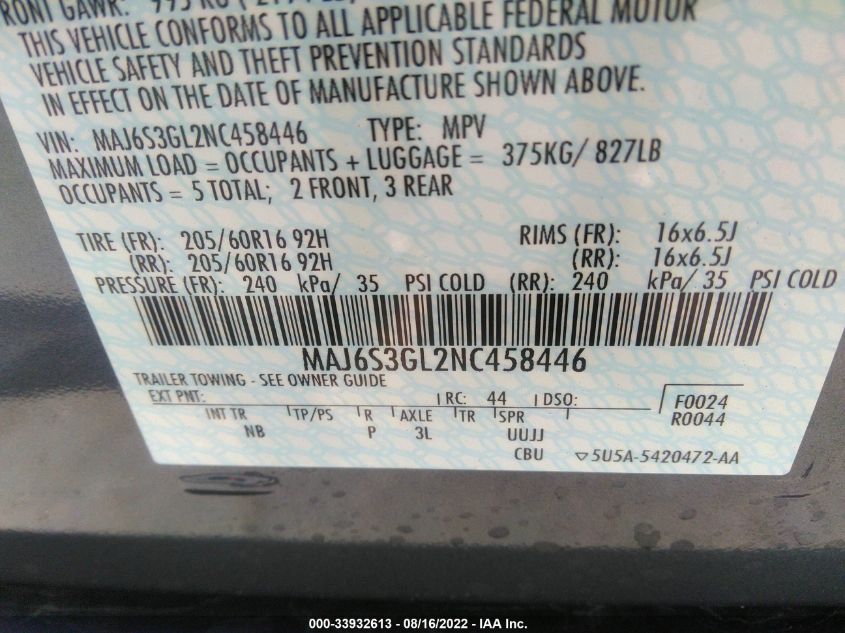 FRONT GAWR: 995 KG
THIS VEHICLE CONFORMS TO ALL APPLICABLE FEDERAL MOTOR
VEHICLE SAFETY AND THEFT PREVENTION STANDARDS
IN EFFECT ON THE DATE OF MANUFACTURE SHOWN ABOVE.
VIN: MAJ6S3GL2NC458446 TYPE: MPV
MAXIMUM LOAD = OCCUPANTS + LUGGAGE = 375KG/ 827LB
OCCUPANTS = 5 TOTAL; 2 FRONT, 3 REAR
TIRE (FR): 205/60R16 92H RIMS (FR): 16x6.5J
(RR): 205/60R16 92H (RR): 16x6.5J
PRESSURE (FR): 240 kPa/ 35 PSI COLD (RR): 240 kPa/ 35 PSI COLD
MAJ6S3GL2NC458446
TRAILER TOWING - SEE OWNER GUIDE
EXT PNT: RC: 44 DSO: F0024
R0044
INT TR TP/PS R AXLE TR SPR
NB P 3L UUJJ
CBU 5U5A-5420472-AA
000-33932613 - 08/16/2022 - IAA Inc.